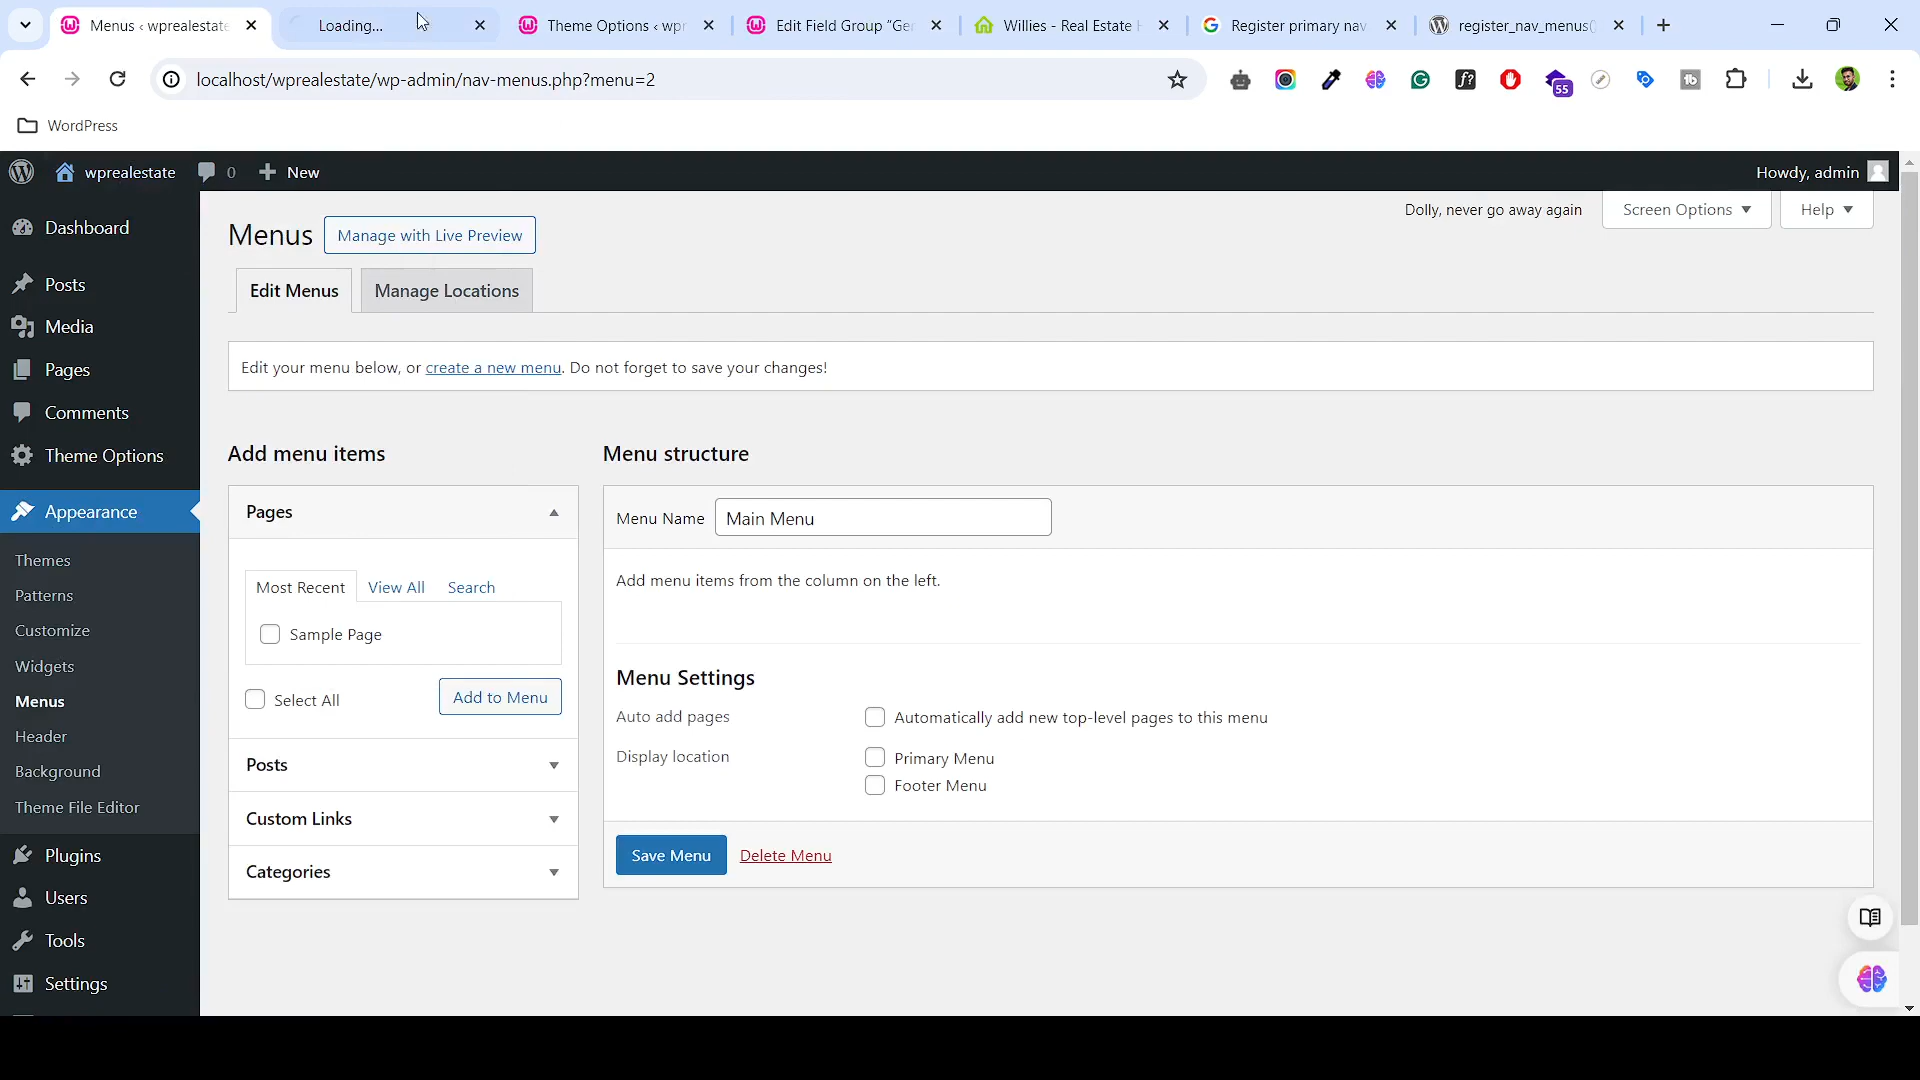 Menus ‹ wprealestate
Loading...
Theme Options ‹ wpr
Edit Field Group “Ge
Willies - Real Estate H
Register primary nav
register_nav_menus()
localhost/wprealestate/wp-admin/nav-menus.php?menu=2
55
WordPress
wprealestate
0
New
Howdy, admin
Dolly, never go away again
Screen Options
Help
Dashboard
Posts
Media
Pages
Comments
Theme Options
Appearance
Themes
Patterns
Customize
Widgets
Menus
Header
Background
Theme File Editor
Plugins
Users
Tools
Settings
Menus
Manage with Live Preview
Edit Menus
Manage Locations
Edit your menu below, or create a new menu. Do not forget to save your changes!
Add menu items
Pages
Most Recent
View All
Search
Sample Page
Select All
Add to Menu
Posts
Custom Links
Categories
Menu structure
Menu Name
Main Menu
Add menu items from the column on the left.
Menu Settings
Auto add pages
Automatically add new top-level pages to this menu
Display location
Primary Menu
Footer Menu
Save Menu
Delete Menu